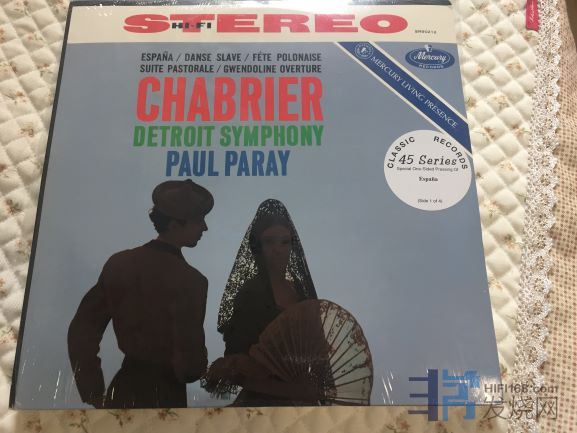 STEREO
HI-FI
SR90212
ESPAÑA / DANSE SLAVE / FÊTE POLONAISE
SUITE PASTORALE / GWENDOLINE OVERTURE
Mercury
RECORDS
MERCURY LIVING PRESENCE
CHABRIER
DETROIT SYMPHONY
PAUL PARAY
CLASSIC RECORDS
45 Series
Special One-Sided Pressing Of
España
(Side 1 of 4)
HIFI168.com
发烧网